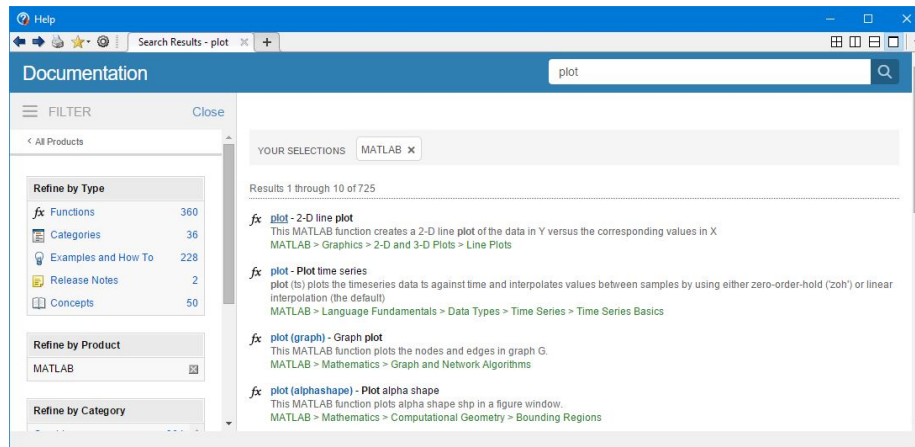 Help
Search Results - plot
Documentation
plot
FILTER Close
< All Products
Refine by Type
fx Functions 360
Categories 36
Examples and How To 228
Release Notes 2
Concepts 50
Refine by Product
MATLAB
Refine by Category
YOUR SELECTIONS MATLAB ×
Results 1 through 10 of 725
fx plot - 2-D line plot
This MATLAB function creates a 2-D line plot of the data in Y versus the corresponding values in X
MATLAB > Graphics > 2-D and 3-D Plots > Line Plots
fx plot - Plot time series
plot (ts) plots the timeseries data ts against time and interpolates values between samples by using either zero-order-hold ('zoh') or linear
interpolation (the default)
MATLAB > Language Fundamentals > Data Types > Time Series > Time Series Basics
fx plot (graph) - Graph plot
This MATLAB function plots the nodes and edges in graph G.
MATLAB > Mathematics > Graph and Network Algorithms
fx plot (alphashape) - Plot alpha shape
This MATLAB function plots alpha shape shp in a figure window.
MATLAB > Mathematics > Computational Geometry > Bounding Regions